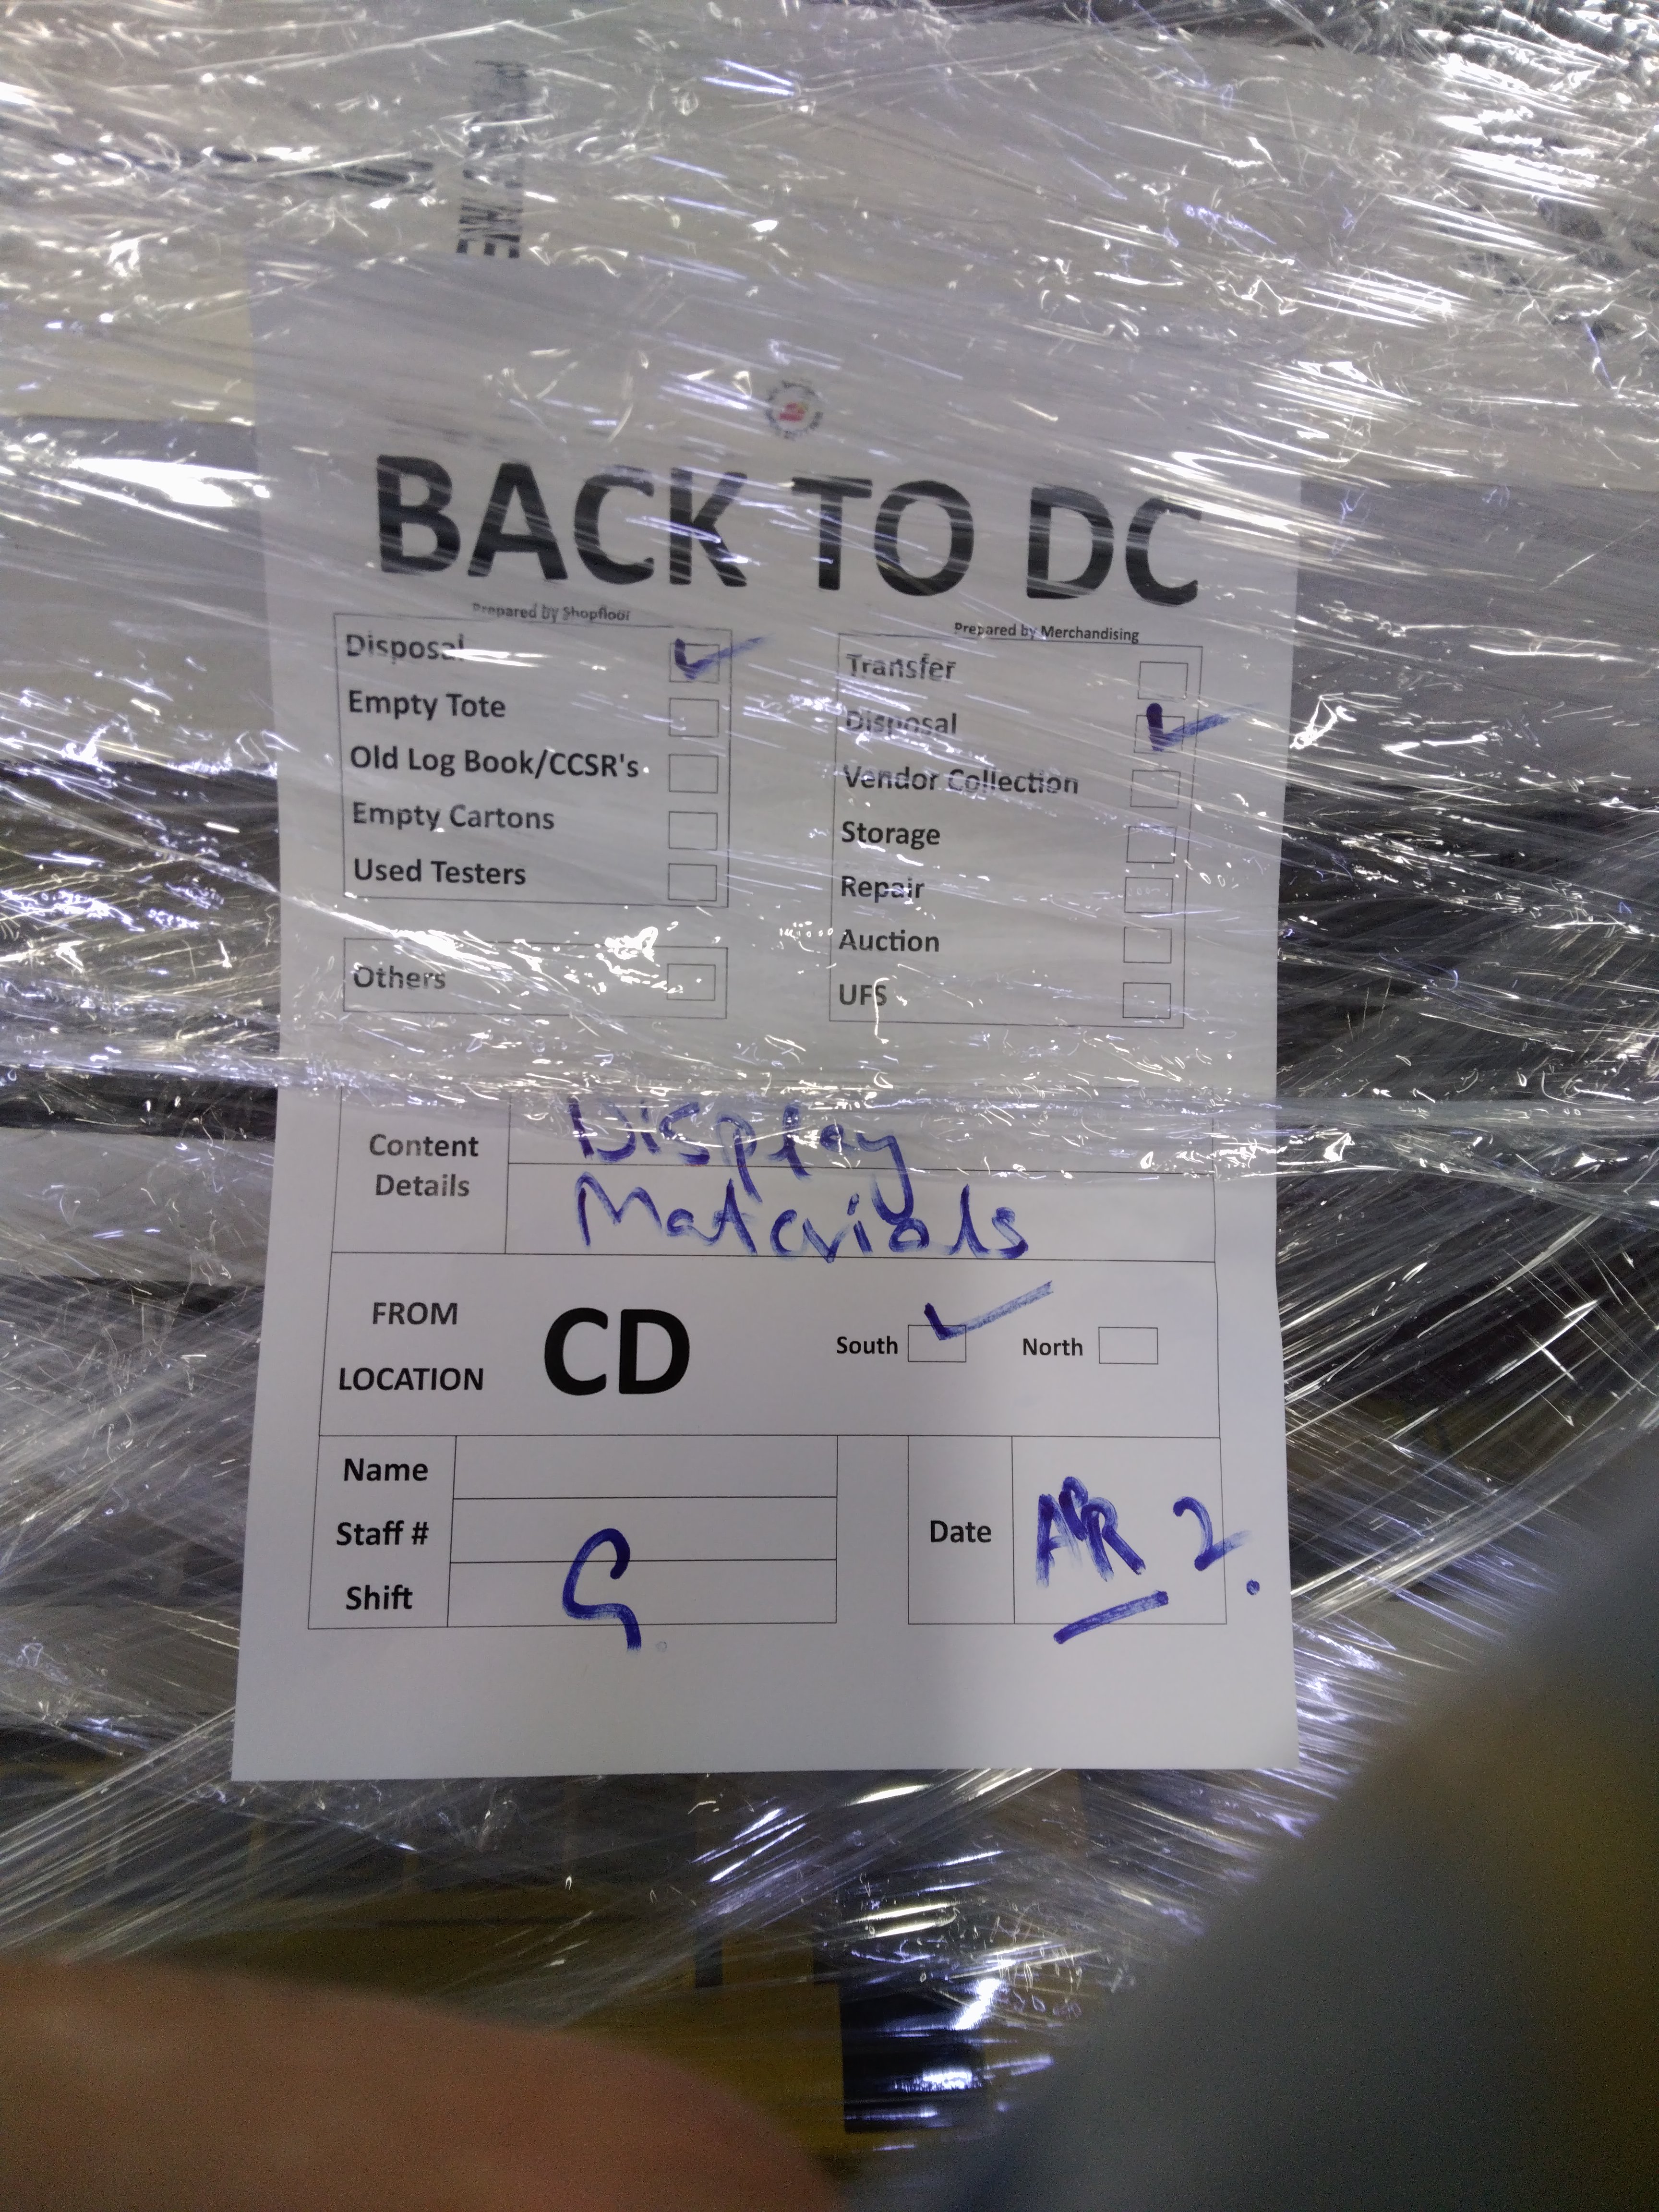 BACK TO DC
Prepared by Shopfloor
Disposal
Empty Tote
Old Log Book/CCSR's
Empty Cartons
Used Testers
Others
Prepared by Merchandising
Transfer
Disposal
Vendor Collection
Storage
Repair
Auction
UFS
Content
Details
Display
Materials
FROM
LOCATION
CD
South
North
Name
Staff #
Shift
Date
APR 2.